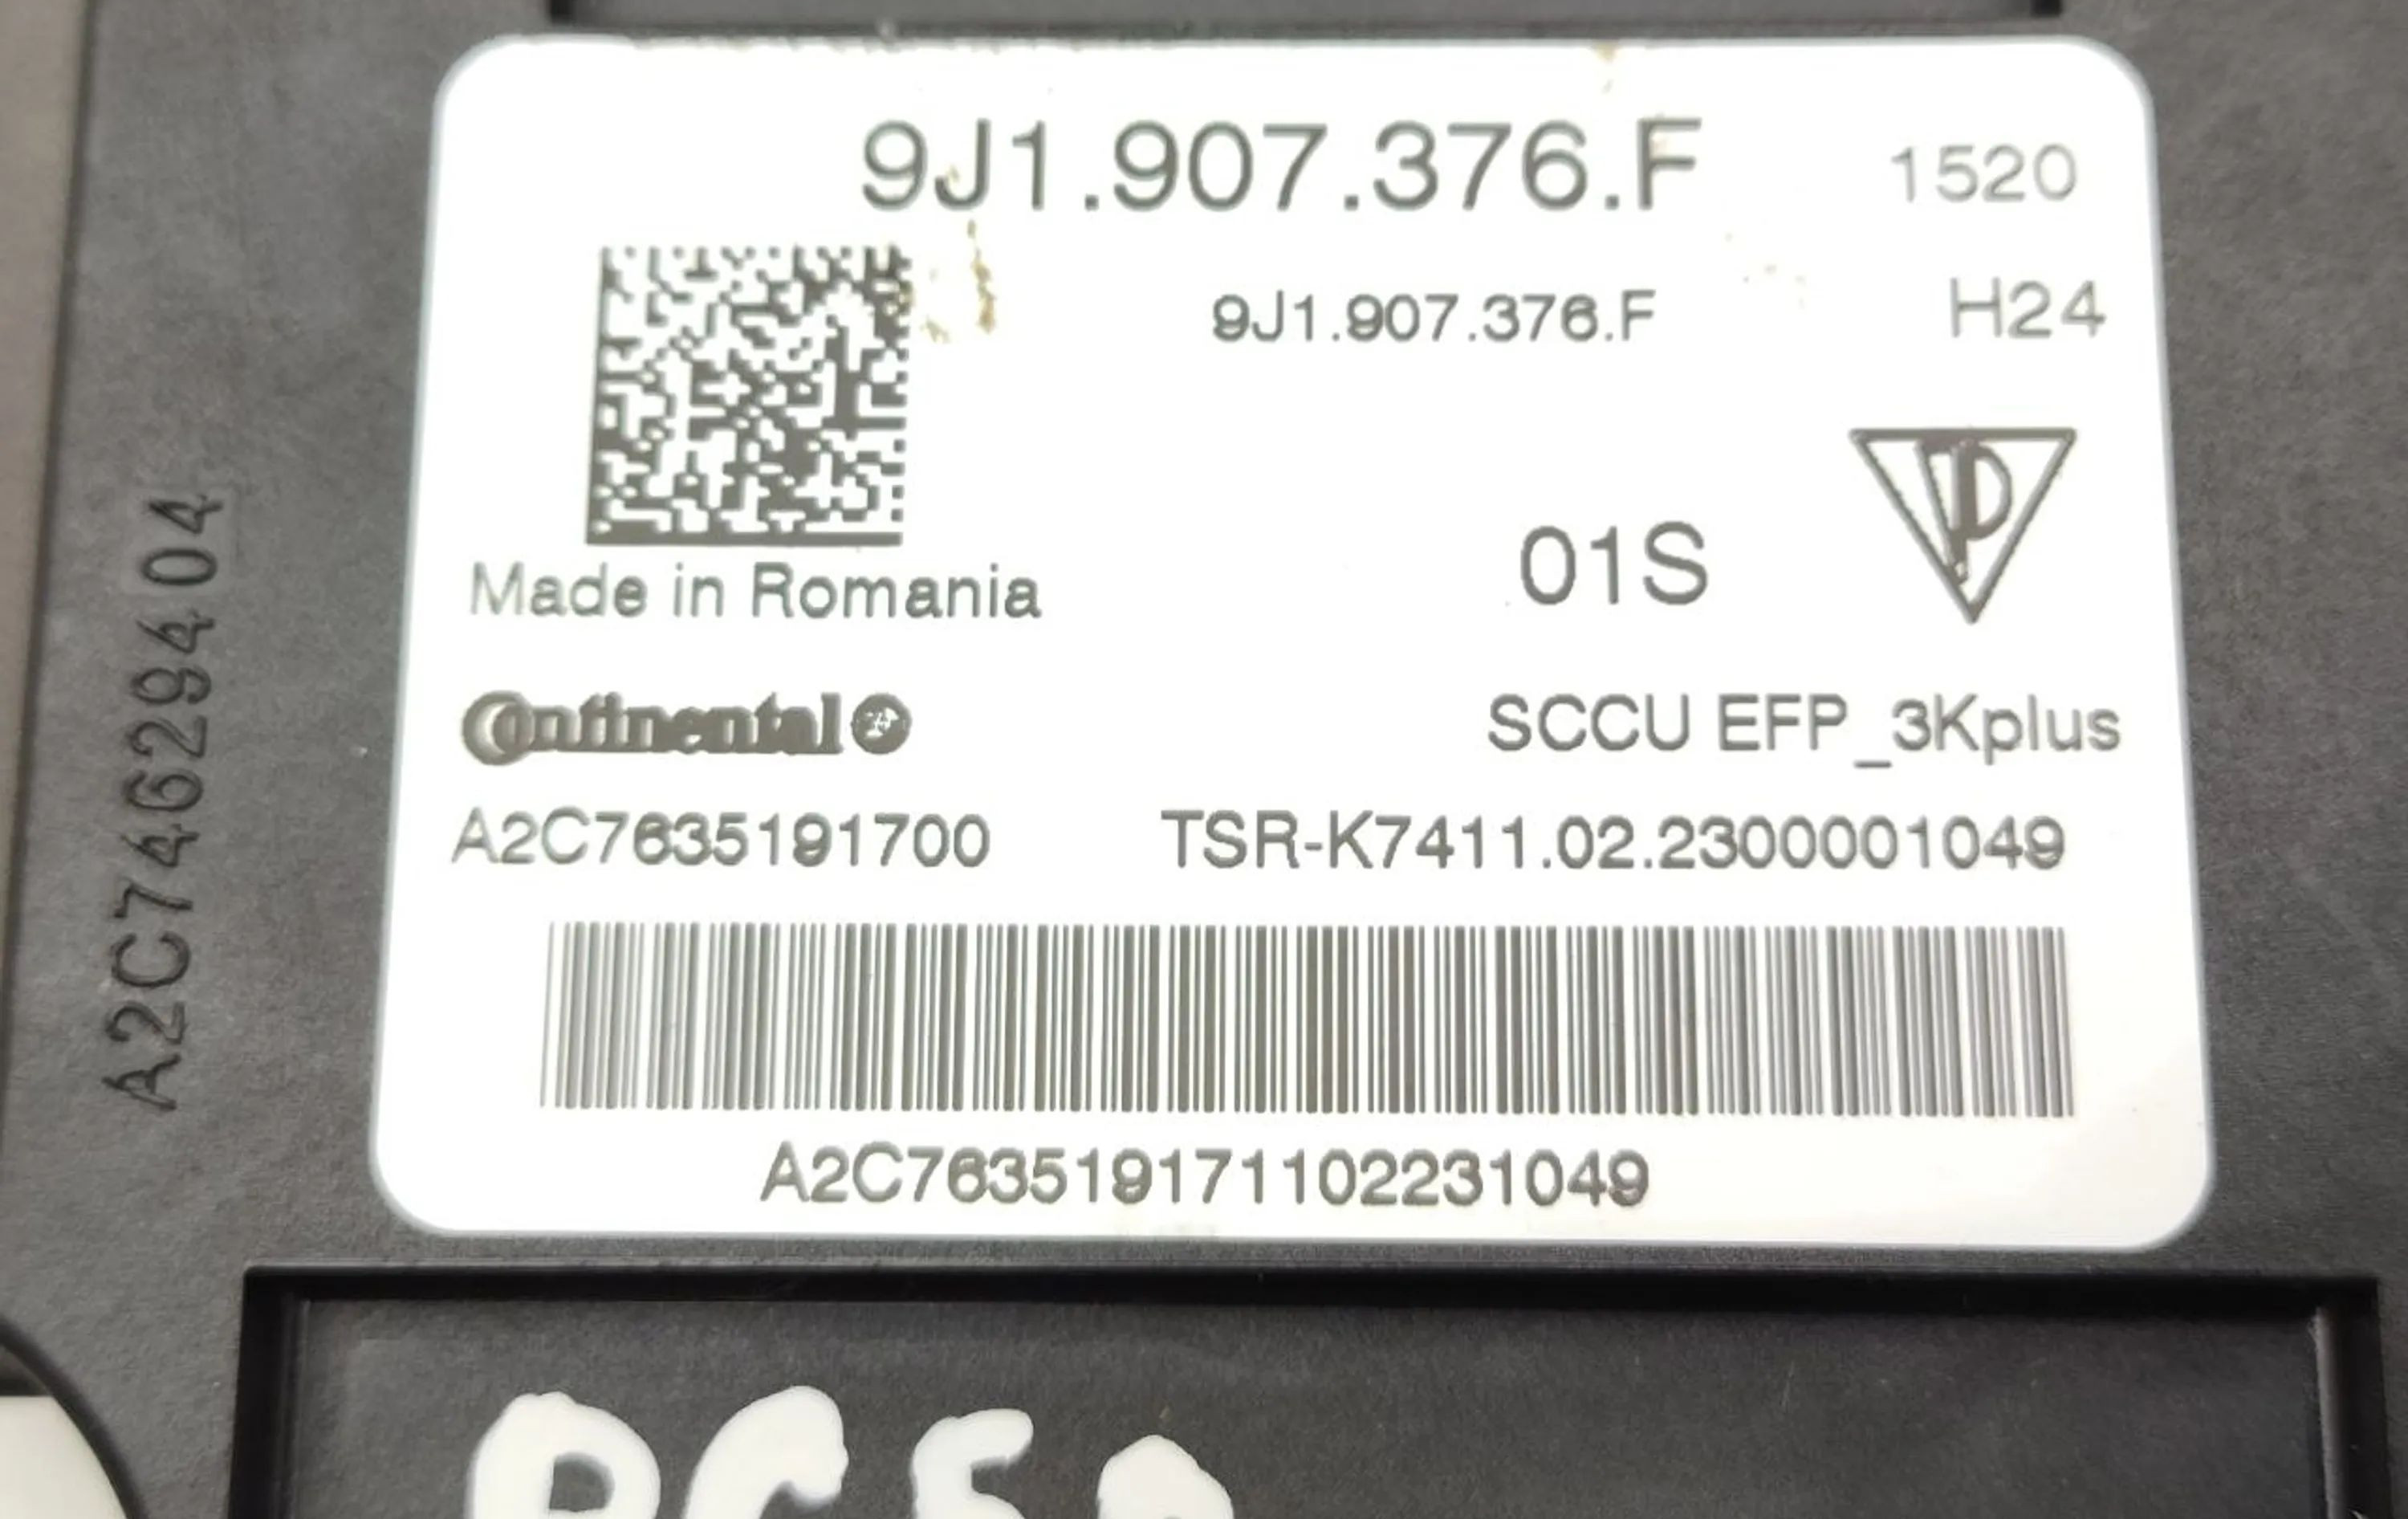 9J1.907.376.F 1520
9J1.907.376.F H24
Made in Romania
01S
Continental
SCCU EFP_3Kplus
A2C7635191700 TSR-K7411.02.2300001049
A2C763519171102231049
A2C74629404